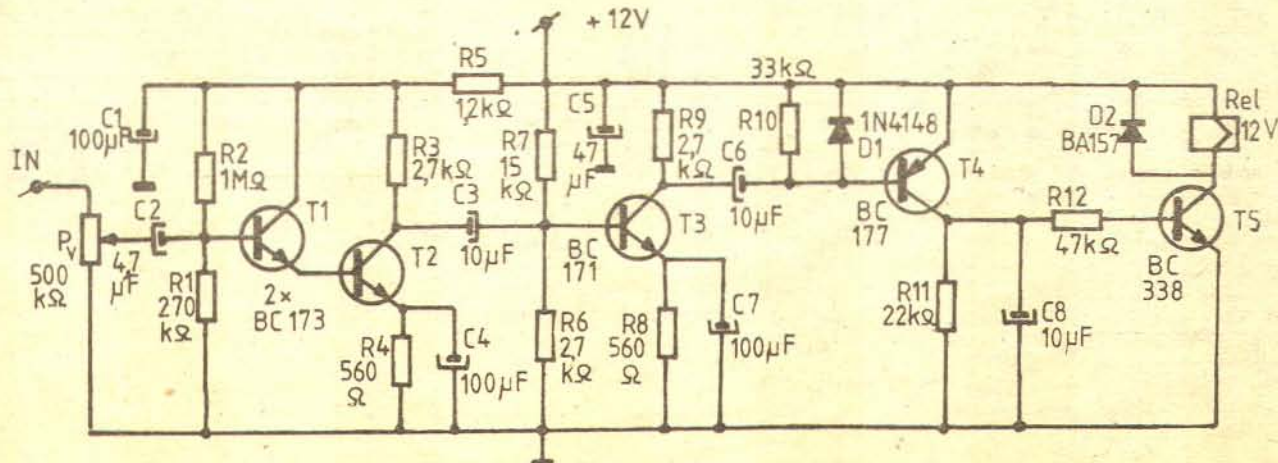 + 12V
R5
1,2kΩ
33kΩ
C1
100µF
R2
1MΩ
R3
2,7kΩ
R7
15
kΩ
C5
47
µF
R9
2,7
kΩ
C6
10µF
R10
1N4148
D1
D2
BA157
Rel
12V
IN
Pv
500
kΩ
C2
4,7
µF
R1
270
kΩ
T1
2×
BC 173
T2
C3
10µF
BC
171
T3
T4
BC
177
R12
47kΩ
T5
BC
338
R4
560
Ω
C4
100µF
R6
2,7
kΩ
R8
560
Ω
C7
100µF
R11
22kΩ
C8
10µF